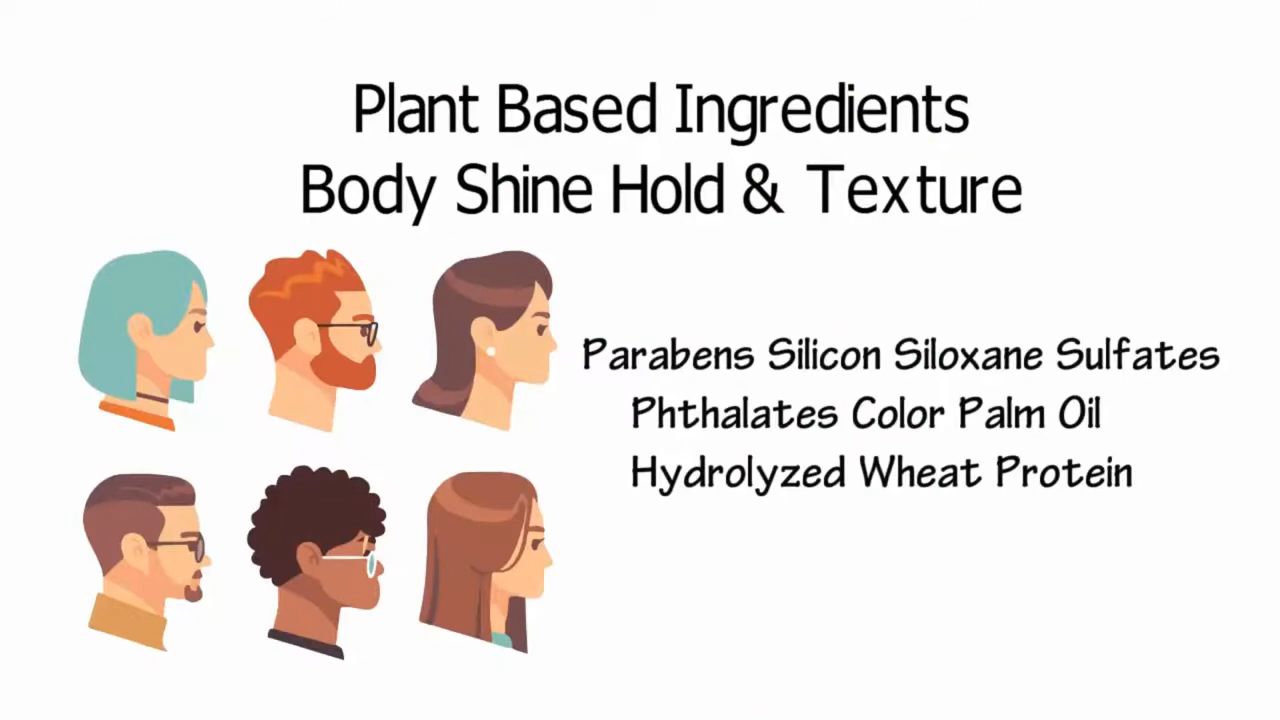 Plant Based Ingredients
Body Shine Hold & Texture
Parabens Silicon Siloxane Sulfates
Phthalates Color Palm Oil
Hydrolyzed Wheat Protein